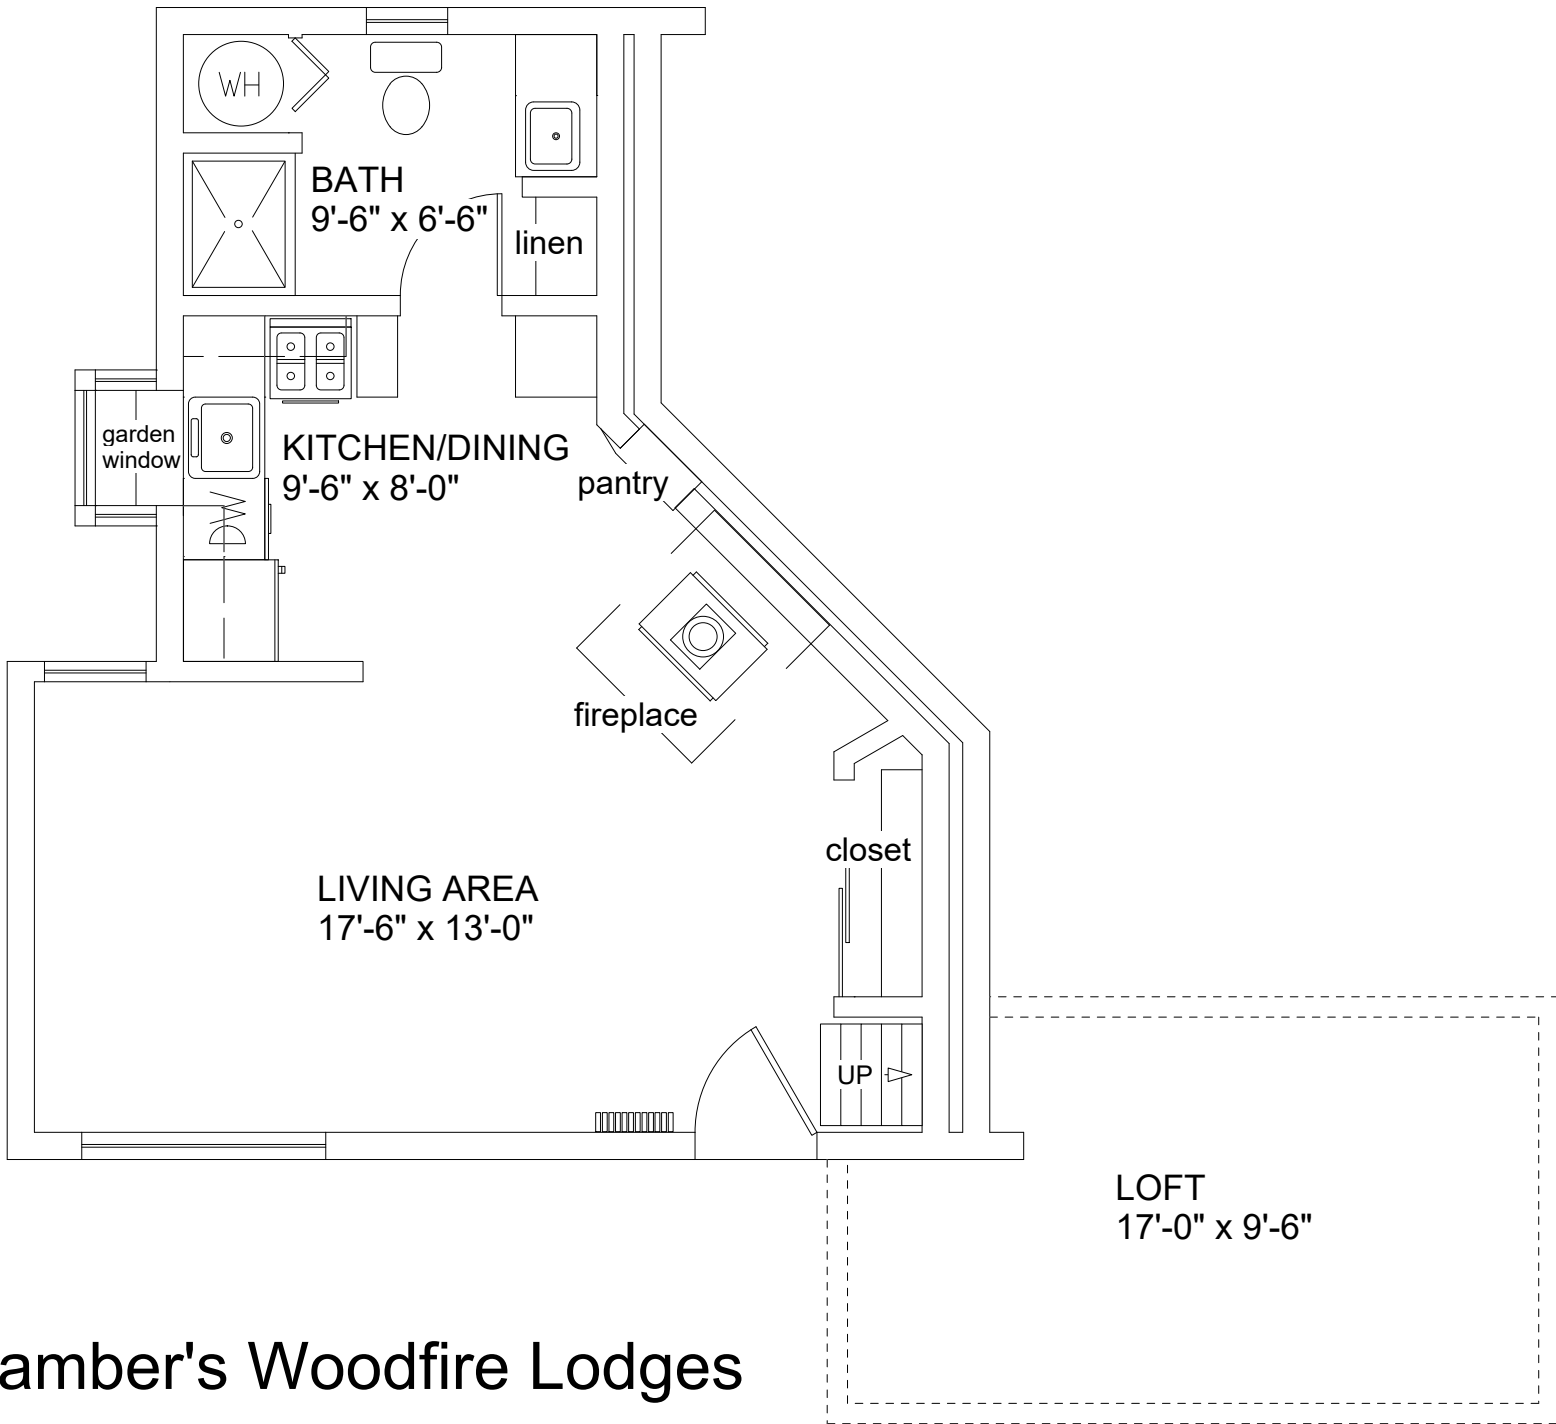 WH
BATH
9'-6" x 6'-6"
linen
garden
window
KITCHEN/DINING
9'-6" x 8'-0"
pantry
DW
fireplace
closet
LIVING AREA
17'-6" x 13'-0"
UP
LOFT
17'-0" x 9'-6"
amber's Woodfire Lodges